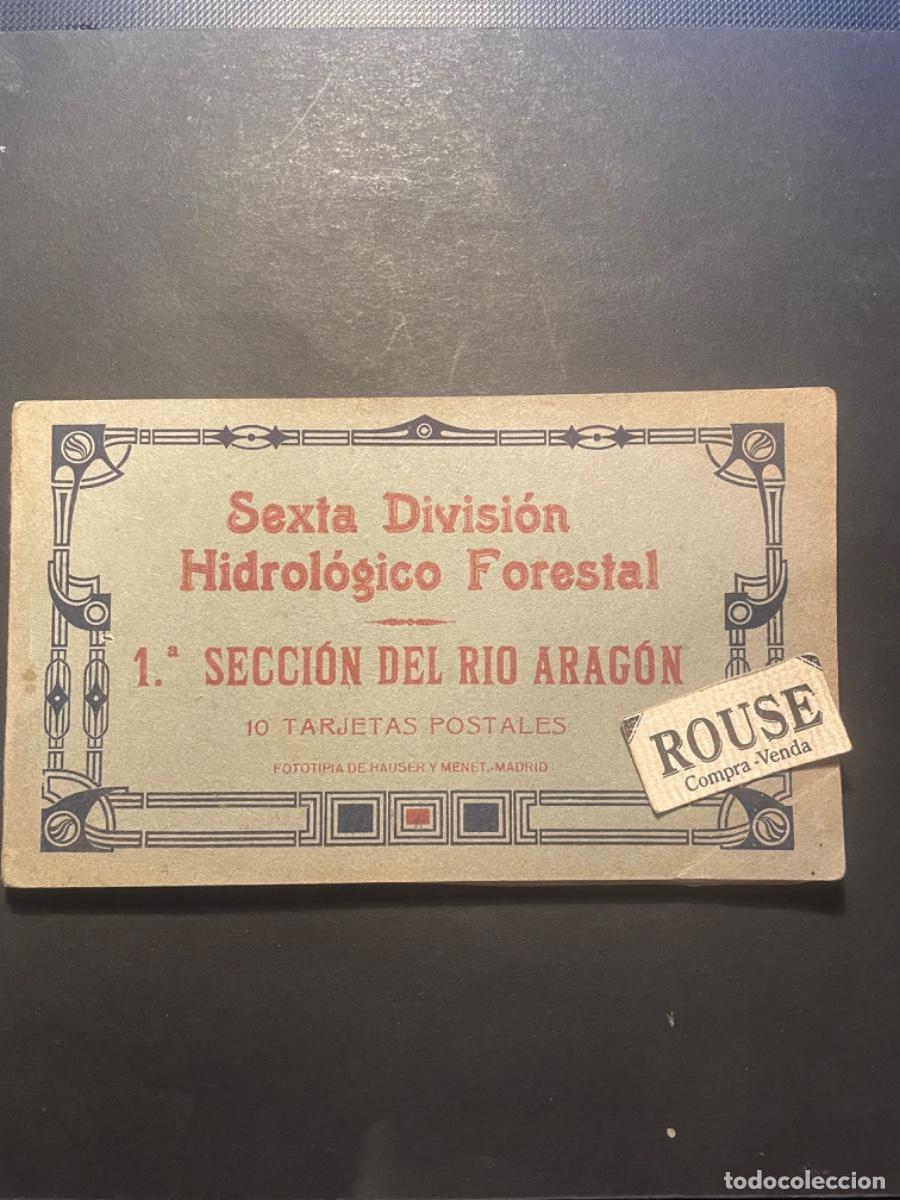 Sexta División
Hidrológico Forestal
1.ª SECCIÓN DEL RIO ARAGÓN
10 TARJETAS POSTALES
FOTOTIPIA DE HAUSER Y MENET.-MADRID
ROUSE
Compra-Venda
todocoleccion